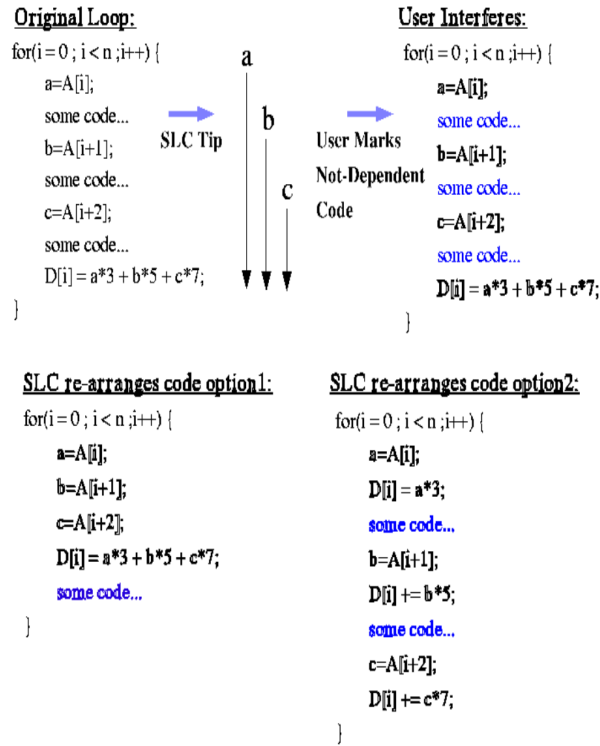 Original Loop:
for(i = 0 ; i < n ;i++) {
a=A[i];
some code...
b=A[i+1];
some code...
c=A[i+2];
some code...
D[i] = a*3 + b*5 + c*7;
}
SLC Tip
a
b
c
User Marks
Not-Dependent
Code
User Interferes:
for(i = 0 ; i < n ;i++) {
a=A[i];
some code...
b=A[i+1];
some code...
c=A[i+2];
some code...
D[i] = a*3 + b*5 + c*7;
}
SLC re-arranges code option1:
for(i = 0 ; i < n ;i++) {
a=A[i];
b=A[i+1];
c=A[i+2];
D[i] = a*3 + b*5 + c*7;
some code...
}
SLC re-arranges code option2:
for(i = 0 ; i < n ;i++) {
a=A[i];
D[i] = a*3;
some code...
b=A[i+1];
D[i] += b*5;
some code...
c=A[i+2];
D[i] += c*7;
}